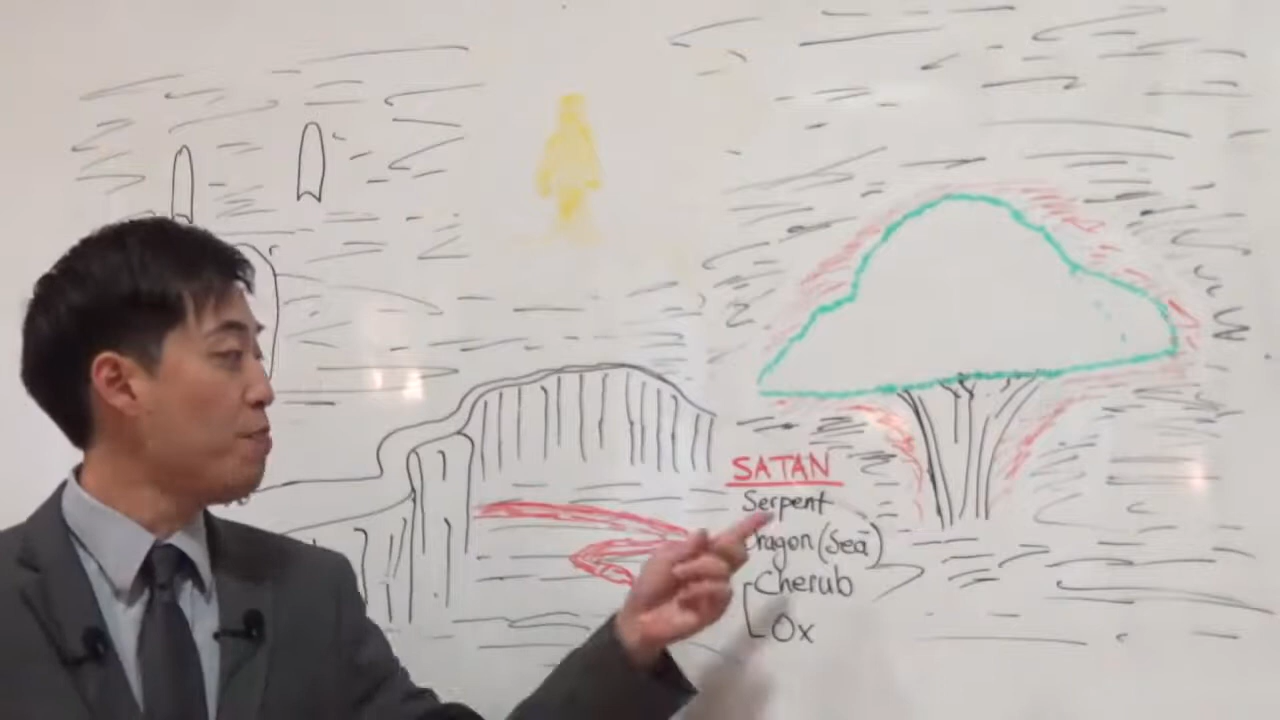 SATAN
Serpent
Dragon (Sea)
Cherub
Ox